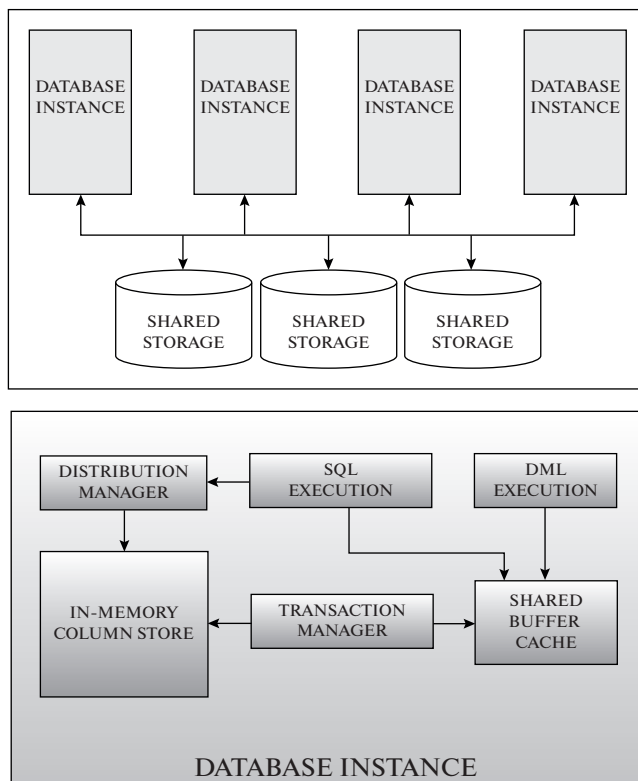 DATABASE
INSTANCE
DATABASE
INSTANCE
DATABASE
INSTANCE
DATABASE
INSTANCE
SHARED
STORAGE
SHARED
STORAGE
SHARED
STORAGE
DISTRIBUTION
MANAGER
SQL
EXECUTION
DML
EXECUTION
IN-MEMORY
COLUMN STORE
TRANSACTION
MANAGER
SHARED
BUFFER
CACHE
DATABASE INSTANCE